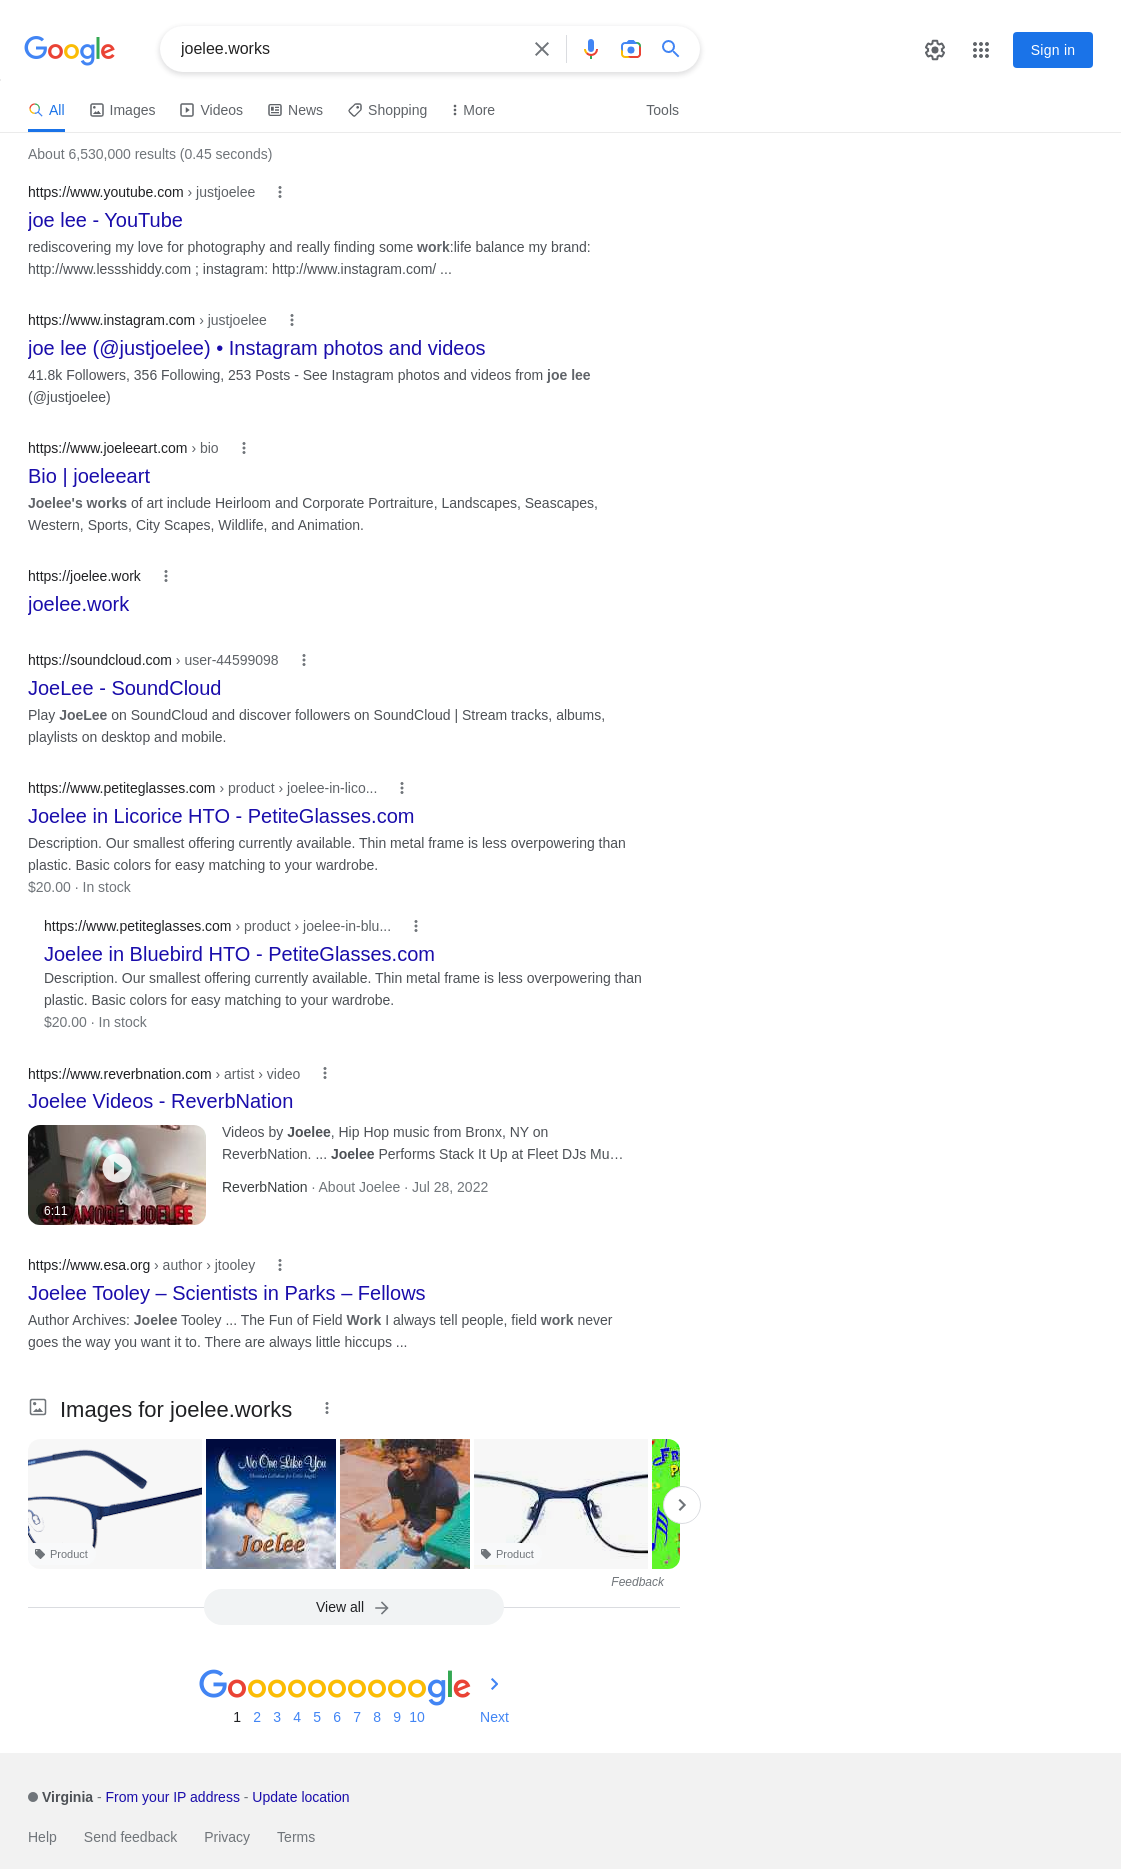 Google
joelee.works
Sign in
All
Images
Videos
News
Shopping
More
Tools
About 6,530,000 results (0.45 seconds)
https://www.youtube.com › justjoelee
joe lee - YouTube
rediscovering my love for photography and really finding some work:life balance my brand:
http://www.lessshiddy.com ; instagram: http://www.instagram.com/ ...
https://www.instagram.com › justjoelee
joe lee (@justjoelee) • Instagram photos and videos
41.8k Followers, 356 Following, 253 Posts - See Instagram photos and videos from joe lee
(@justjoelee)
https://www.joeleeart.com › bio
Bio | joeleeart
Joelee's works of art include Heirloom and Corporate Portraiture, Landscapes, Seascapes,
Western, Sports, City Scapes, Wildlife, and Animation.
https://joelee.work
joelee.work
https://soundcloud.com › user-44599098
JoeLee - SoundCloud
Play JoeLee on SoundCloud and discover followers on SoundCloud | Stream tracks, albums,
playlists on desktop and mobile.
https://www.petiteglasses.com › product › joelee-in-lico...
Joelee in Licorice HTO - PetiteGlasses.com
Description. Our smallest offering currently available. Thin metal frame is less overpowering than
plastic. Basic colors for easy matching to your wardrobe.
$20.00 · In stock
https://www.petiteglasses.com › product › joelee-in-blu...
Joelee in Bluebird HTO - PetiteGlasses.com
Description. Our smallest offering currently available. Thin metal frame is less overpowering than
plastic. Basic colors for easy matching to your wardrobe.
$20.00 · In stock
https://www.reverbnation.com › artist › video
Joelee Videos - ReverbNation
Videos by Joelee, Hip Hop music from Bronx, NY on
ReverbNation. ... Joelee Performs Stack It Up at Fleet DJs Mu…
ReverbNation · About Joelee · Jul 28, 2022
6:11
JOELEE
https://www.esa.org › author › jtooley
Joelee Tooley – Scientists in Parks – Fellows
Author Archives: Joelee Tooley ... The Fun of Field Work I always tell people, field work never
goes the way you want it to. There are always little hiccups ...
Images for joelee.works
No One Like You
Joelee
Product
Product
Feedback
View all
Gooooooooogle
1 2 3 4 5 6 7 8 9 10 Next
Virginia - From your IP address - Update location
Help Send feedback Privacy Terms